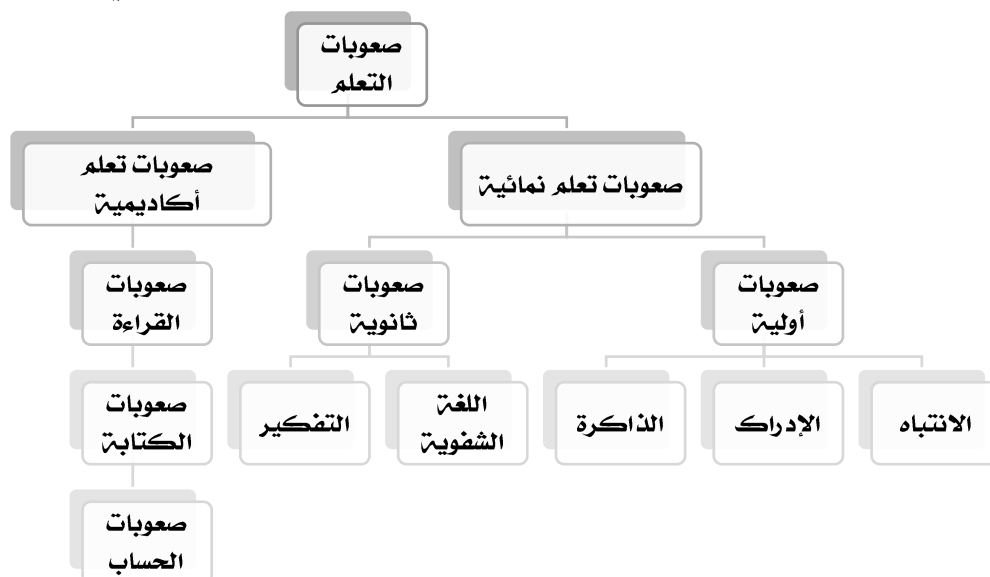 صعوبات
التعلم
صعوبات تعلم نمائية
صعوبات تعلم
أكاديمية
صعوبات
أولية
صعوبات
ثانوية
صعوبات
القراءة
الانتباه
الإدراك
الذاكرة
اللغة
الشفوية
التفكير
صعوبات
الكتابة
صعوبات
الحساب